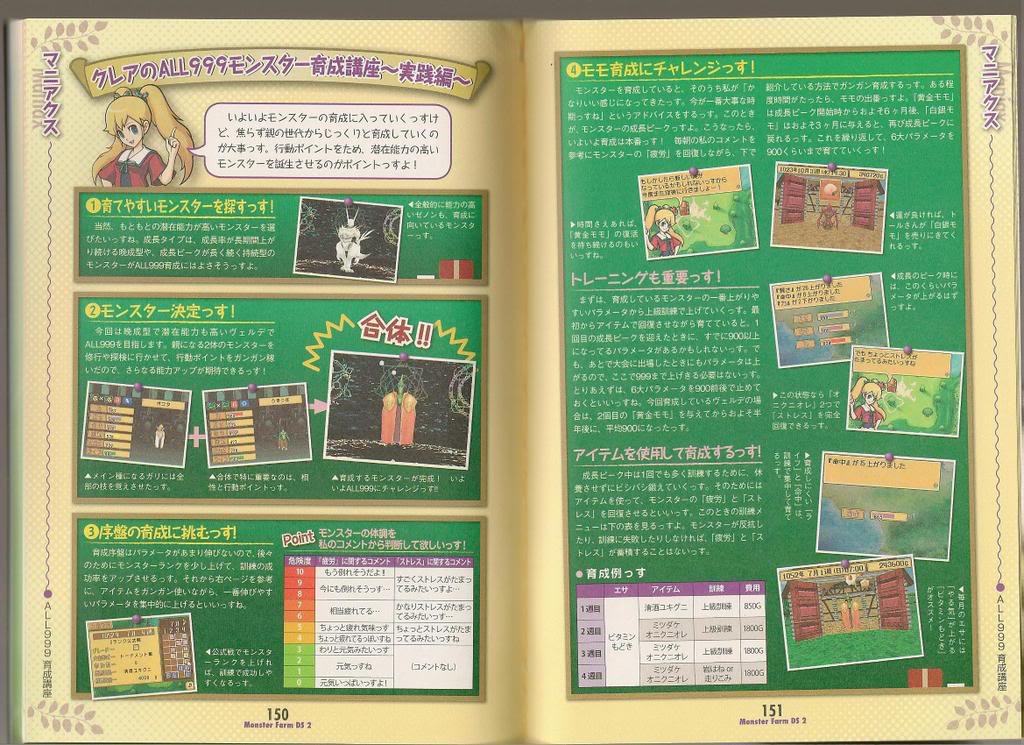 マニアクス
Maniax
クレアのALL999モンスター育成講座～実践編～
いよいよモンスターの育成に入っていくっすけ
ど、焦らず親の世代からじっくりと育成していくの
が大事っす。行動ポイントをため、潜在能力の高い
モンスターを誕生させるのがポイントっすよ！
❶育てやすいモンスターを探すっす！
当然、もともとの潜在能力が高いモンスターを選
びたいっすね。成長タイプは、成長率が長期間上が
り続ける晩成型や、成長ピークが長く続く持続型の
モンスターがALL999育成にはよさそうっすよ。
◀全般的に能力の高
いゼノンも、育成に
向いているモンスタ
ーっす。
❷モンスター決定っす！
今回は晩成型で潜在能力も高いヴェルデで
ALL999を目指します。親になる2体のモンスターを
修行や探検に行かせて、行動ポイントをガンガン稼
いだので、さらなる能力アップが期待できるっす！
合体!!
▲メイン種になるガリには全
部の技を覚えさせたっす。
▲合体で特に重要なのは、相
性と行動ポイントっす。
▲育成するモンスターが完成！ いよ
いよALL999にチャレンジっす!!
❸序盤の育成に挑むっす！
育成序盤はパラメータがあまり伸びないので、後々
のためにモンスターランクを少し上げて、訓練の成
功率をアップさせるっす。それから右ページを参考
に、アイテムをガンガン使いながら、一番伸びやす
いパラメータを集中的に上げるといいっすね。
◀公式戦でモンス
ターランクを上げれ
ば、訓練で成功しや
すくなるっす。
Point モンスターの体調を
私のコメントから判断して欲しいっす！
危険度 「疲労」に関するコメント 「ストレス」に関するコメント
10 もう倒れそうだよ！
9 今にも倒れそうっす… すごくストレスがたまっ
8 てるみたいっすよ…
7 相当疲れてる… かなりストレスがたまっ
6 てるみたいっす…
5 ちょっと疲れ気味っす ちょっとストレスがたま
4 ちょっと疲れてるっぽいすね ってるみたいっすね
3 わりと元気みたいっす
2 元気っすね (コメントなし)
1
0 元気いっぱいっすよ！
ALL999 育成講座
150
Monster Farm DS 2
❹モモ育成にチャレンジっす！
モンスターを育成していると、そのうち私が「か
なりいい感じになってきたっす。今が一番大事な時
期っすね」というアドバイスをするっす。このとき
が、モンスターの成長ピークっすよ。こうなったら、
いよいよ育成は本番っす！ 毎朝の私のコメントを
参考にモンスターの「疲労」を回復しながら、下で
紹介している方法でガンガン育成するっす。ある程
度時間がたったら、モモの出番っすよ。「黄金モモ」
は成長ピーク開始時からおよそ6ヶ月後、「白銀モ
モ」はおよそ3ヶ月に与えると、再び成長ピークに
戻れるっす。これを繰り返して、6大パラメータを
900くらいまで育てていくっす！
もしかしたら新しい実が
なっているかもしれないっすから
▶時間さえあれば、
「黄金モモ」の復活
を待ち続けるのもい
いっすね。
◀運が良ければ、ト
ールさんが「白銀モ
モ」を売りにきてく
れるっす。
トレーニングも重要っす！
まずは、育成しているモンスターの一番上がりや
すいパラメータから上級訓練で上げていくっす。最
初からアイテムで回復させながら育てていると、1
回目の成長ピークを迎えたときに、すでに900以上
になってるパラメータがあるかもしれないっす。で
も、あとで大会に出場したときにもパラメータは上
がるので、ここで999まで上げきる必要はないっす。
とりあえずは、6大パラメータを900前後で止めて
おくといいっすね。今回育成しているヴェルデの場
合は、2個目の「黄金モモ」を与えてからおよそ半
年後に、平均900になったっす。
◀成長のピーク時に
は、このくらいパラ
メータが上がるはず
っすよ。
でも ちょっとストレスが
たまってるみたいっすね
▶この状態なら「オ
ニクニオレ」2つで
「ストレス」を完全
回復できるっす。
アイテムを使用して育成するっす！
成長ピーク中は1回でも多く訓練するために、休
養させずにビシバシ鍛えていくっす。そのためには
アイテムを使って、モンスターの「疲労」と「スト
レス」を回復させるといいっす。このときの訓練メ
ニューは下の表を見るっすよ。モンスターが反抗し
たり、訓練に失敗したりしなければ、「疲労」と「ス
トレス」が蓄積することはないっす。
▶育成しにくい「ラ
イフ」と「命中」は、
訓練で集中して育て
るっす。
●育成例っす
エサ アイテム 訓練 費用
1週目 清酒ユキグニ 上級訓練 850G
2週目 ミツダケ オニクニオレ 上級訓練 1800G
ビタミンもどき
3週目 ミツダケ オニクニオレ 上級訓練 1800G
4週目 ミツダケ オニクニオレ 岩はね or 走りこみ 1800G
◀毎月のエサには
「やる気」が上がる
「ビタミンもどき」
がオススメっす！
マニアクス
Maniax
ALL999 育成講座
151
Monster Farm DS 2